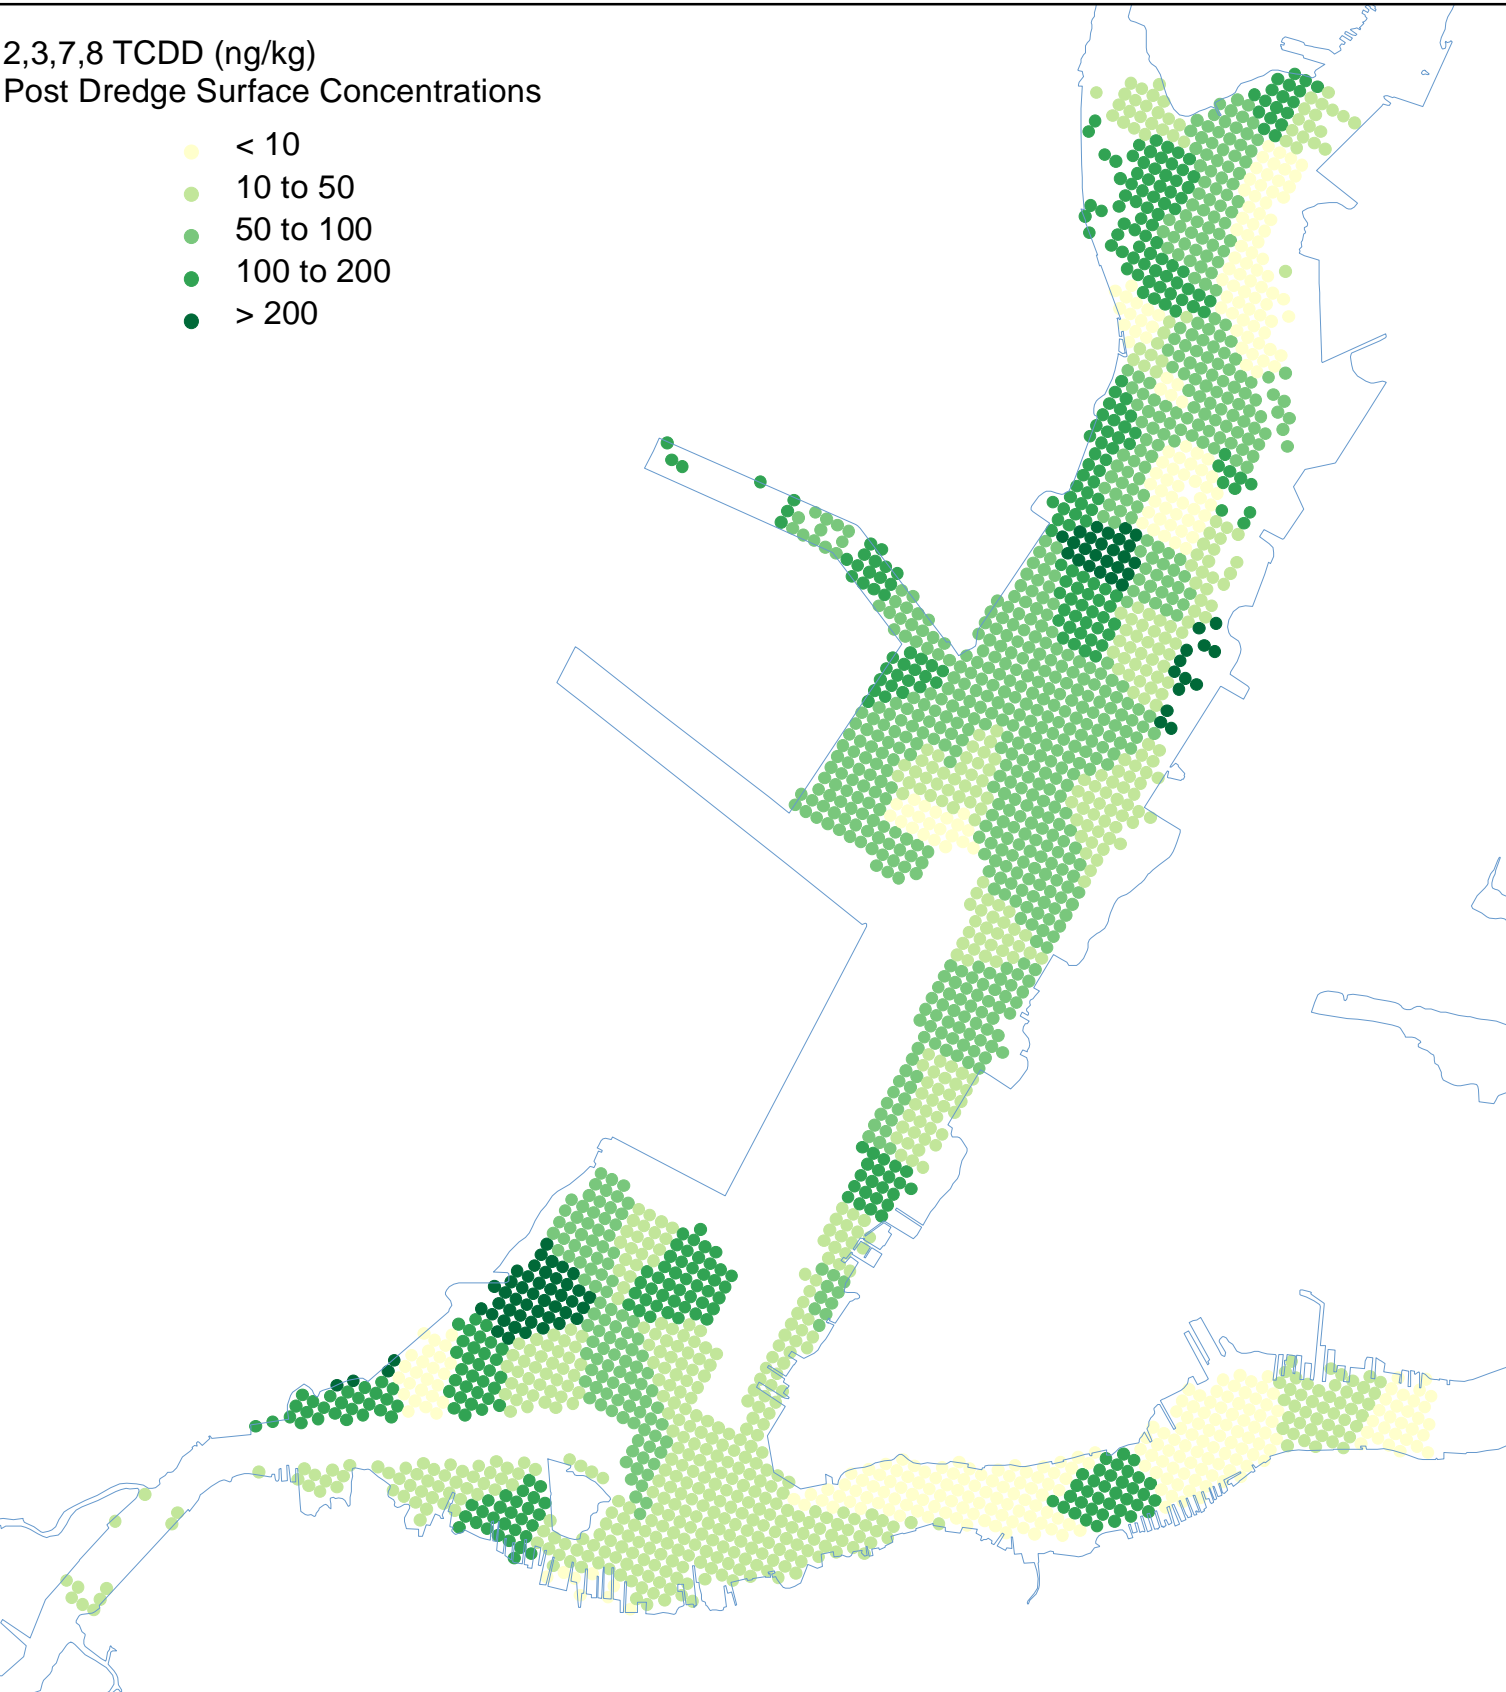 2,3,7,8 TCDD (ng/kg)
Post Dredge Surface Concentrations
< 10
10 to 50
50 to 100
100 to 200
> 200